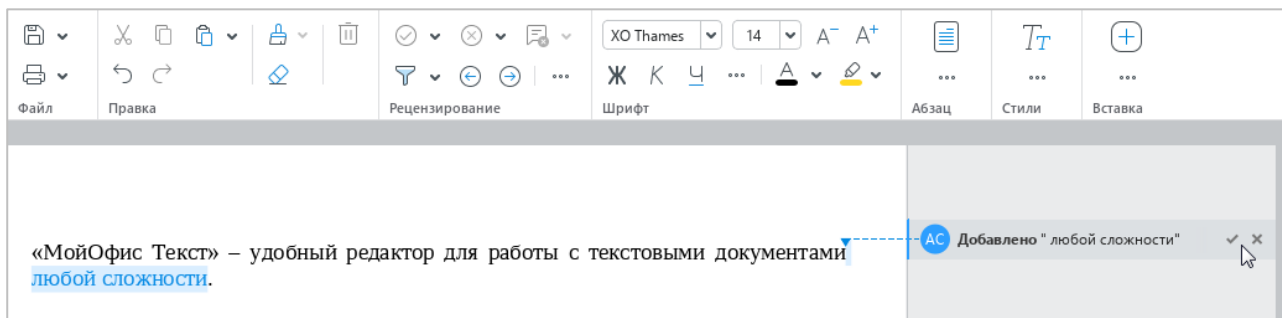 XO Thames 14 А⁻ А⁺ Тт
Ж К Ч А
Файл Правка Рецензирование Шрифт Абзац Стили Вставка
АС Добавлено " любой сложности"
«МойОфис Текст» – удобный редактор для работы с текстовыми документами
любой сложности.